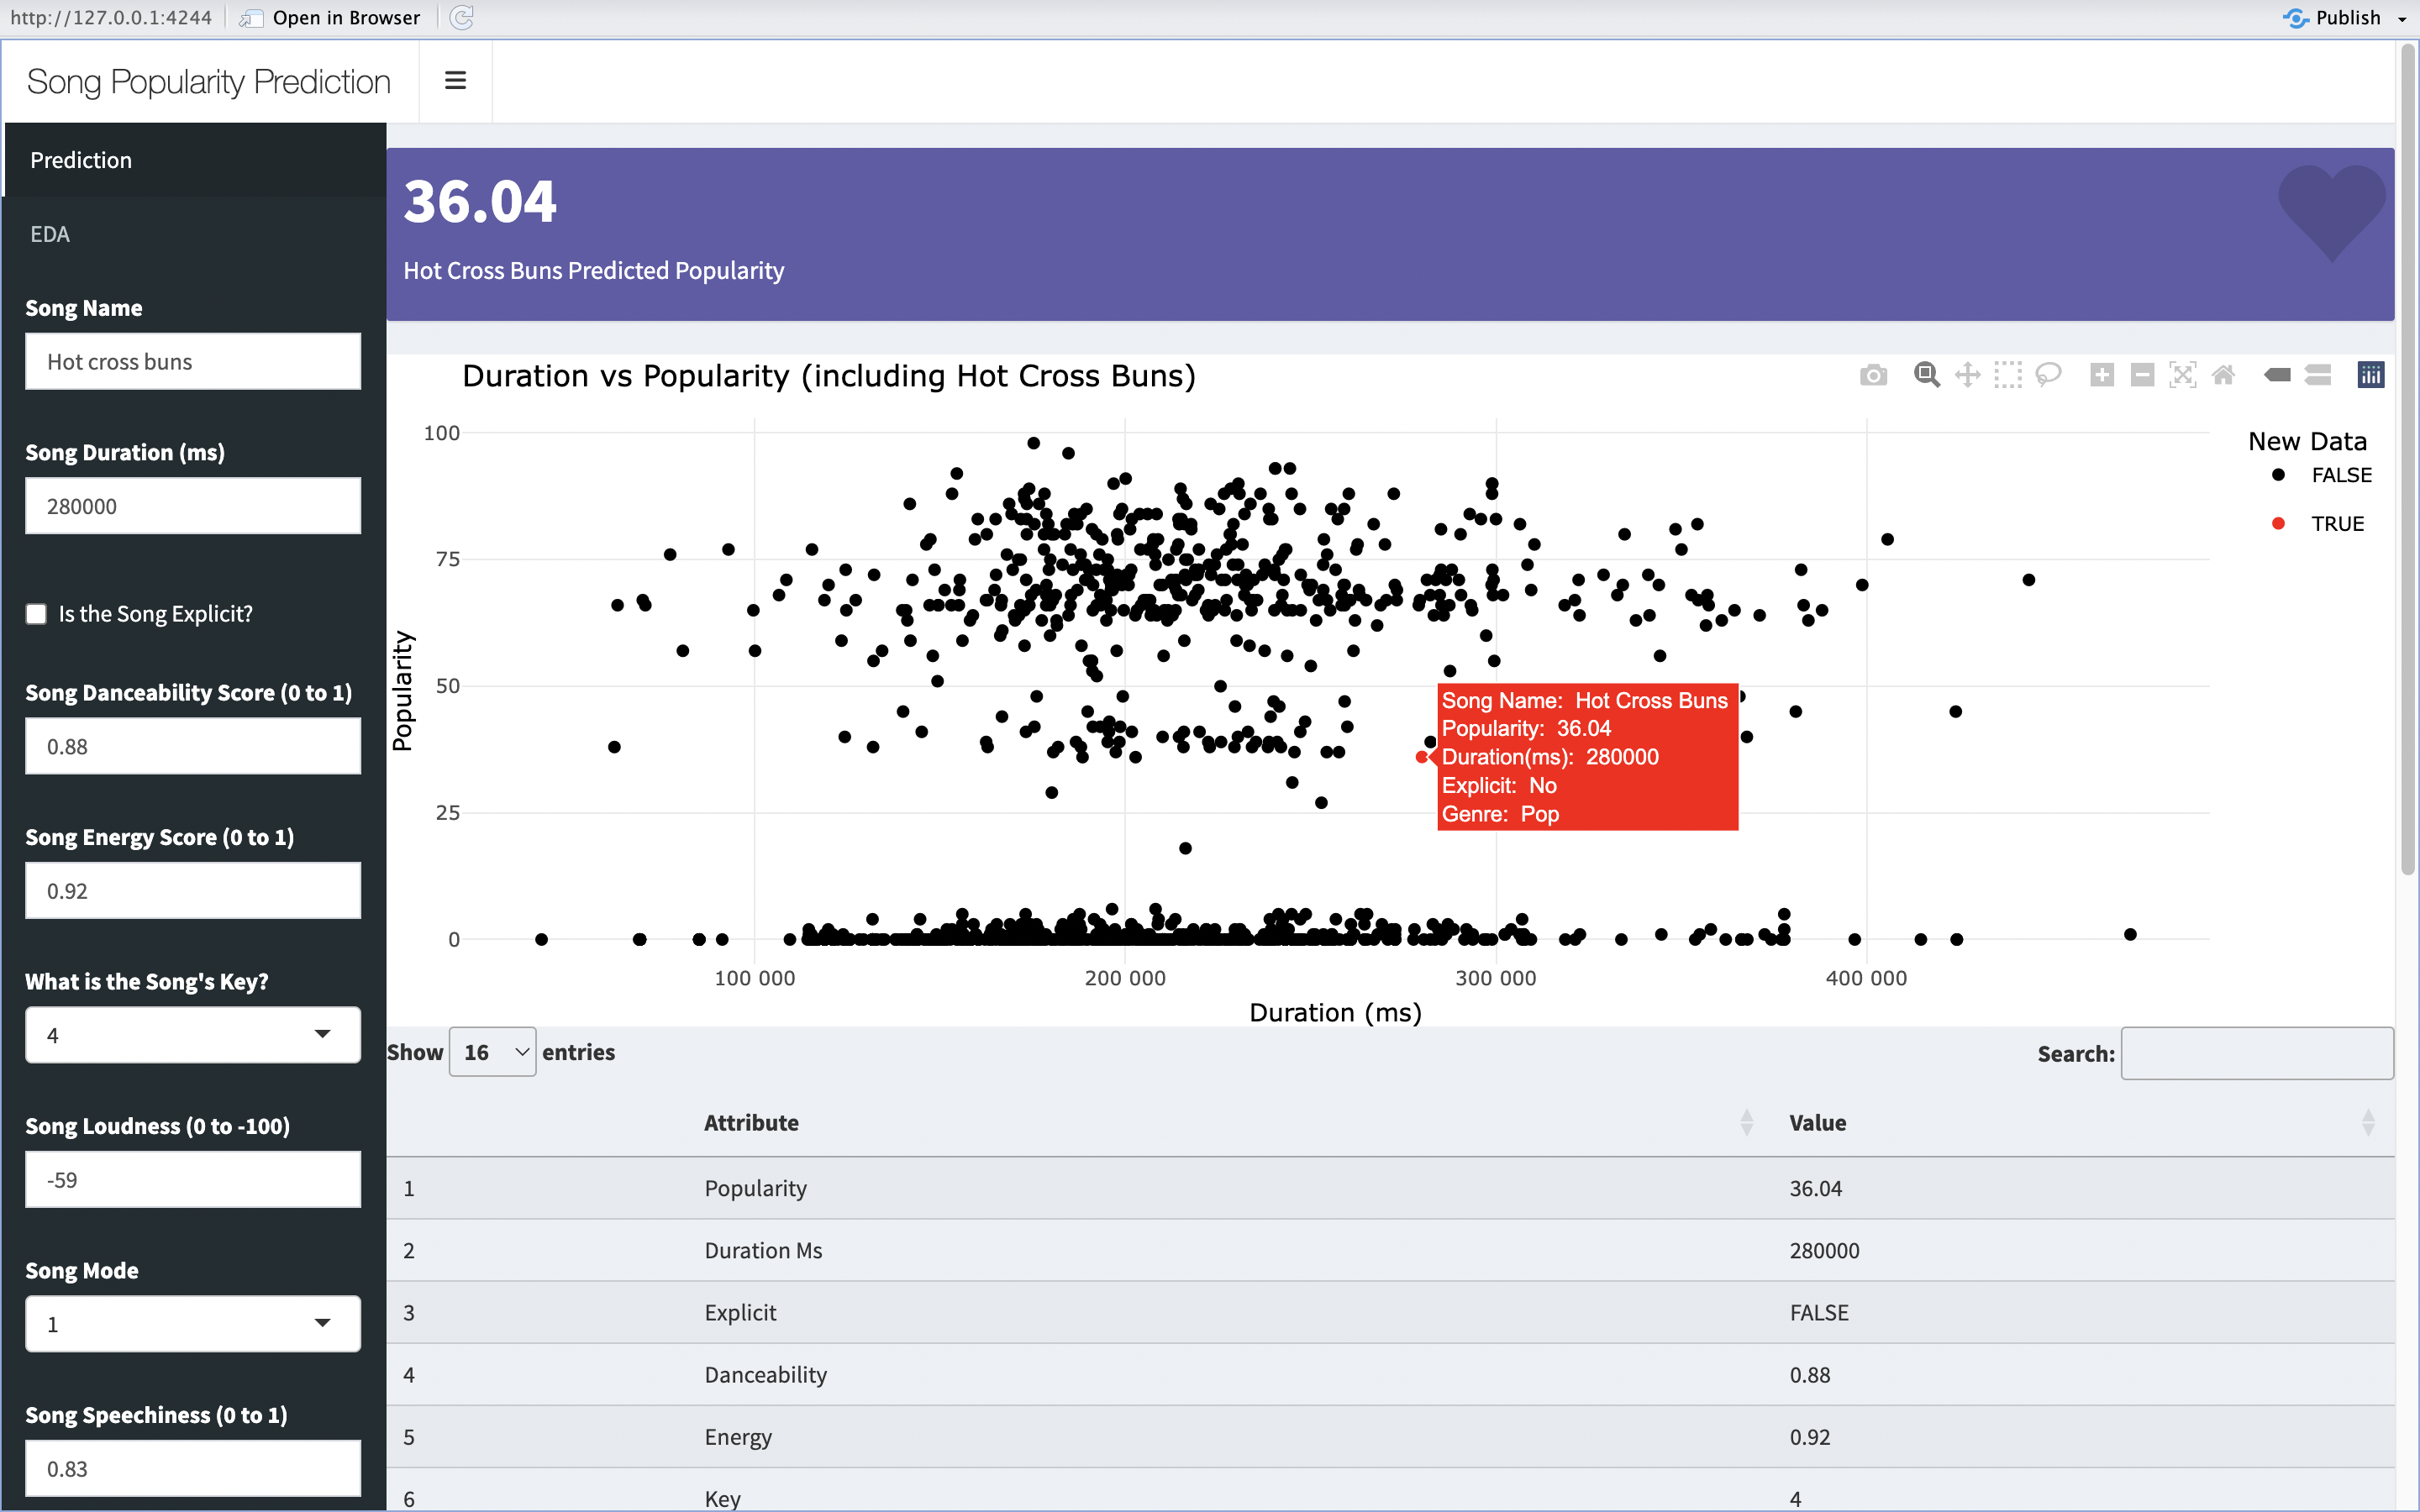 http://127.0.0.1:4244 Open in Browser Publish
Song Popularity Prediction
Prediction
EDA
Song Name
Hot cross buns
Song Duration (ms)
280000
Is the Song Explicit?
Song Danceability Score (0 to 1)
0.88
Song Energy Score (0 to 1)
0.92
What is the Song's Key?
4
Song Loudness (0 to -100)
-59
Song Mode
1
Song Speechiness (0 to 1)
0.83
36.04
Hot Cross Buns Predicted Popularity
Duration vs Popularity (including Hot Cross Buns)
100
75
50
25
0
Popularity
100 000 200 000 300 000 400 000
Duration (ms)
New Data
FALSE
TRUE
Song Name: Hot Cross Buns
Popularity: 36.04
Duration(ms): 280000
Explicit: No
Genre: Pop
Show 16 entries
Search:
Attribute Value
1 Popularity 36.04
2 Duration Ms 280000
3 Explicit FALSE
4 Danceability 0.88
5 Energy 0.92
6 Key 4